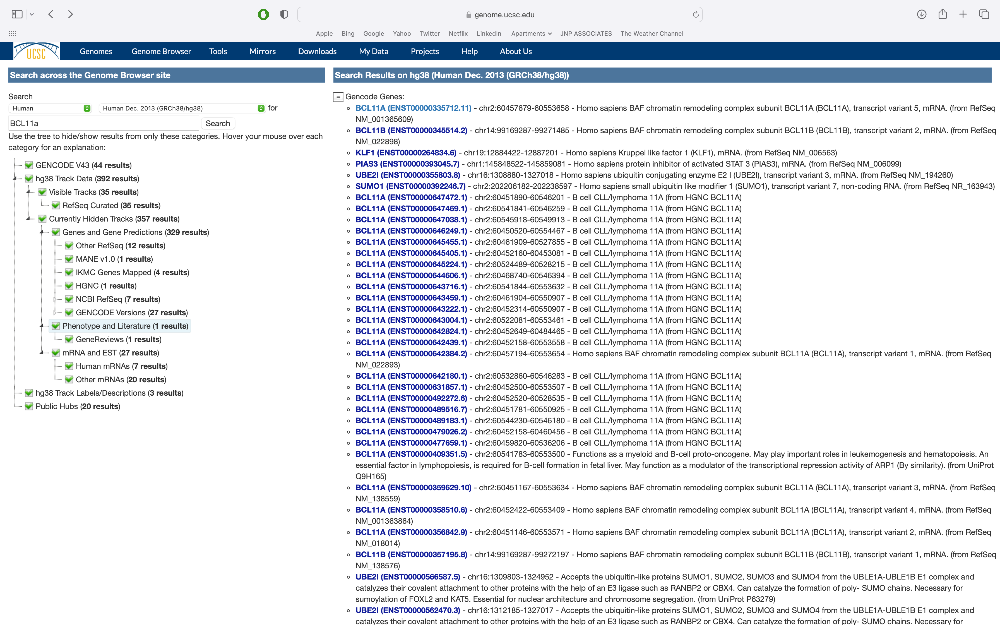 genome.ucsc.edu
Apple Bing Google Yahoo Twitter Netflix LinkedIn Apartments JNP ASSOCIATES The Weather Channel
UCSC Genomes Genome Browser Tools Mirrors Downloads My Data Projects Help About Us
Search across the Genome Browser site
Search
Human Human Dec. 2013 (GRCh38/hg38) for
BCL11a Search
Use the tree to hide/show results from only these categories. Hover your mouse over each
category for an explanation:
GENCODE V43 (44 results)
hg38 Track Data (392 results)
Visible Tracks (35 results)
RefSeq Curated (35 results)
Currently Hidden Tracks (357 results)
Genes and Gene Predictions (329 results)
Other RefSeq (12 results)
MANE v1.0 (1 results)
IKMC Genes Mapped (4 results)
HGNC (1 results)
NCBI RefSeq (7 results)
GENCODE Versions (27 results)
Phenotype and Literature (1 results)
GeneReviews (1 results)
mRNA and EST (27 results)
Human mRNAs (7 results)
Other mRNAs (20 results)
hg38 Track Labels/Descriptions (3 results)
Public Hubs (20 results)
Search Results on hg38 (Human Dec. 2013 (GRCh38/hg38))
- Gencode Genes:
BCL11A (ENST00000335712.11) - chr2:60457679-60553658 - Homo sapiens BAF chromatin remodeling complex subunit BCL11A (BCL11A), transcript variant 5, mRNA. (from RefSeq
NM_001365609)
BCL11B (ENST00000345514.2) - chr14:99169287-99271485 - Homo sapiens BAF chromatin remodeling complex subunit BCL11B (BCL11B), transcript variant 2, mRNA. (from RefSeq
NM_022898)
KLF1 (ENST00000264834.6) - chr19:12884422-12887201 - Homo sapiens Kruppel like factor 1 (KLF1), mRNA. (from RefSeq NM_006563)
PIAS3 (ENST00000393045.7) - chr1:145848522-145859081 - Homo sapiens protein inhibitor of activated STAT 3 (PIAS3), mRNA. (from RefSeq NM_006099)
UBE2I (ENST00000355803.8) - chr16:1308880-1327018 - Homo sapiens ubiquitin conjugating enzyme E2 I (UBE2I), transcript variant 3, mRNA. (from RefSeq NM_194260)
SUMO1 (ENST00000392246.7) - chr2:202206182-202238597 - Homo sapiens small ubiquitin like modifier 1 (SUMO1), transcript variant 7, non-coding RNA. (from RefSeq NR_163943)
BCL11A (ENST00000647472.1) - chr2:60451890-60546201 - B cell CLL/lymphoma 11A (from HGNC BCL11A)
BCL11A (ENST00000647469.1) - chr2:60541841-60546259 - B cell CLL/lymphoma 11A (from HGNC BCL11A)
BCL11A (ENST00000647038.1) - chr2:60545918-60549913 - B cell CLL/lymphoma 11A (from HGNC BCL11A)
BCL11A (ENST00000646249.1) - chr2:60450520-60554467 - B cell CLL/lymphoma 11A (from HGNC BCL11A)
BCL11A (ENST00000645455.1) - chr2:60461909-60527855 - B cell CLL/lymphoma 11A (from HGNC BCL11A)
BCL11A (ENST00000645405.1) - chr2:60452160-60453081 - B cell CLL/lymphoma 11A (from HGNC BCL11A)
BCL11A (ENST00000645224.1) - chr2:60524489-60528215 - B cell CLL/lymphoma 11A (from HGNC BCL11A)
BCL11A (ENST00000644606.1) - chr2:60468740-60546394 - B cell CLL/lymphoma 11A (from HGNC BCL11A)
BCL11A (ENST00000643716.1) - chr2:60541844-60553632 - B cell CLL/lymphoma 11A (from HGNC BCL11A)
BCL11A (ENST00000643459.1) - chr2:60461904-60550907 - B cell CLL/lymphoma 11A (from HGNC BCL11A)
BCL11A (ENST00000643222.1) - chr2:60452314-60550907 - B cell CLL/lymphoma 11A (from HGNC BCL11A)
BCL11A (ENST00000643004.1) - chr2:60522081-60553461 - B cell CLL/lymphoma 11A (from HGNC BCL11A)
BCL11A (ENST00000642824.1) - chr2:60452649-60484465 - B cell CLL/lymphoma 11A (from HGNC BCL11A)
BCL11A (ENST00000642439.1) - chr2:60452158-60553558 - B cell CLL/lymphoma 11A (from HGNC BCL11A)
BCL11A (ENST00000642384.2) - chr2:60457194-60553654 - Homo sapiens BAF chromatin remodeling complex subunit BCL11A (BCL11A), transcript variant 1, mRNA. (from RefSeq
NM_022893)
BCL11A (ENST00000642180.1) - chr2:60532860-60546283 - B cell CLL/lymphoma 11A (from HGNC BCL11A)
BCL11A (ENST00000631857.1) - chr2:60452500-60553507 - B cell CLL/lymphoma 11A (from HGNC BCL11A)
BCL11A (ENST00000492272.6) - chr2:60452520-60528535 - B cell CLL/lymphoma 11A (from HGNC BCL11A)
BCL11A (ENST00000489516.7) - chr2:60451781-60550925 - B cell CLL/lymphoma 11A (from HGNC BCL11A)
BCL11A (ENST00000489183.1) - chr2:60544230-60546180 - B cell CLL/lymphoma 11A (from HGNC BCL11A)
BCL11A (ENST00000479026.2) - chr2:60452158-60460456 - B cell CLL/lymphoma 11A (from HGNC BCL11A)
BCL11A (ENST00000477659.1) - chr2:60459820-60536206 - B cell CLL/lymphoma 11A (from HGNC BCL11A)
BCL11A (ENST00000409351.5) - chr2:60541783-60553500 - Functions as a myeloid and B-cell proto-oncogene. May play important roles in leukemogenesis and hematopoiesis. An
essential factor in lymphopoiesis, is required for B-cell formation in fetal liver. May function as a modulator of the transcriptional repression activity of ARP1 (By similarity). (from UniProt
Q9H165)
BCL11A (ENST00000359629.10) - chr2:60451167-60553634 - Homo sapiens BAF chromatin remodeling complex subunit BCL11A (BCL11A), transcript variant 3, mRNA. (from RefSeq
NM_138559)
BCL11A (ENST00000358510.6) - chr2:60452422-60553409 - Homo sapiens BAF chromatin remodeling complex subunit BCL11A (BCL11A), transcript variant 4, mRNA. (from RefSeq
NM_001363864)
BCL11A (ENST00000356842.9) - chr2:60451146-60553571 - Homo sapiens BAF chromatin remodeling complex subunit BCL11A (BCL11A), transcript variant 2, mRNA. (from RefSeq
NM_018014)
BCL11B (ENST00000357195.8) - chr14:99169287-99272197 - Homo sapiens BAF chromatin remodeling complex subunit BCL11B (BCL11B), transcript variant 1, mRNA. (from RefSeq
NM_138576)
UBE2I (ENST00000566587.5) - chr16:1309803-1324952 - Accepts the ubiquitin-like proteins SUMO1, SUMO2, SUMO3 and SUMO4 from the UBLE1A-UBLE1B E1 complex and
catalyzes their covalent attachment to other proteins with the help of an E3 ligase such as RANBP2 or CBX4. Can catalyze the formation of poly- SUMO chains. Necessary for
sumoylation of FOXL2 and KAT5. Essential for nuclear architecture and chromosome segregation. (from UniProt P63279)
UBE2I (ENST00000562470.3) - chr16:1312185-1327017 - Accepts the ubiquitin-like proteins SUMO1, SUMO2, SUMO3 and SUMO4 from the UBLE1A-UBLE1B E1 complex and
catalyzes their covalent attachment to other proteins with the help of an E3 ligase such as RANBP2 or CBX4. Can catalyze the formation of poly- SUMO chains. Necessary for